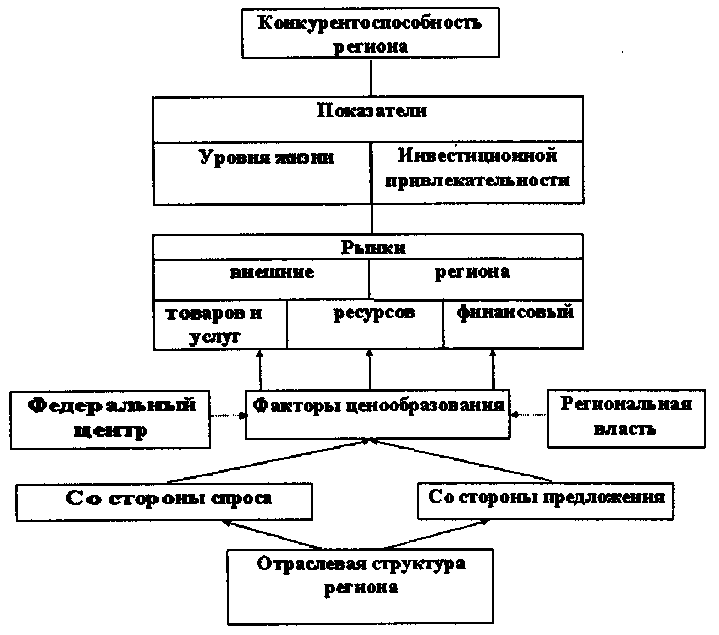 Конкурентоспособность
региона
Показатели
Уровня жизни
Инвестиционной
привлекательности
Рынки
внешние
региона
товаров и
услуг
ресурсов
финансовый
Федеральный
центр
Факторы ценообразования
Региональная
власть
Со стороны спроса
Со стороны предложения
Отраслевая структура
региона